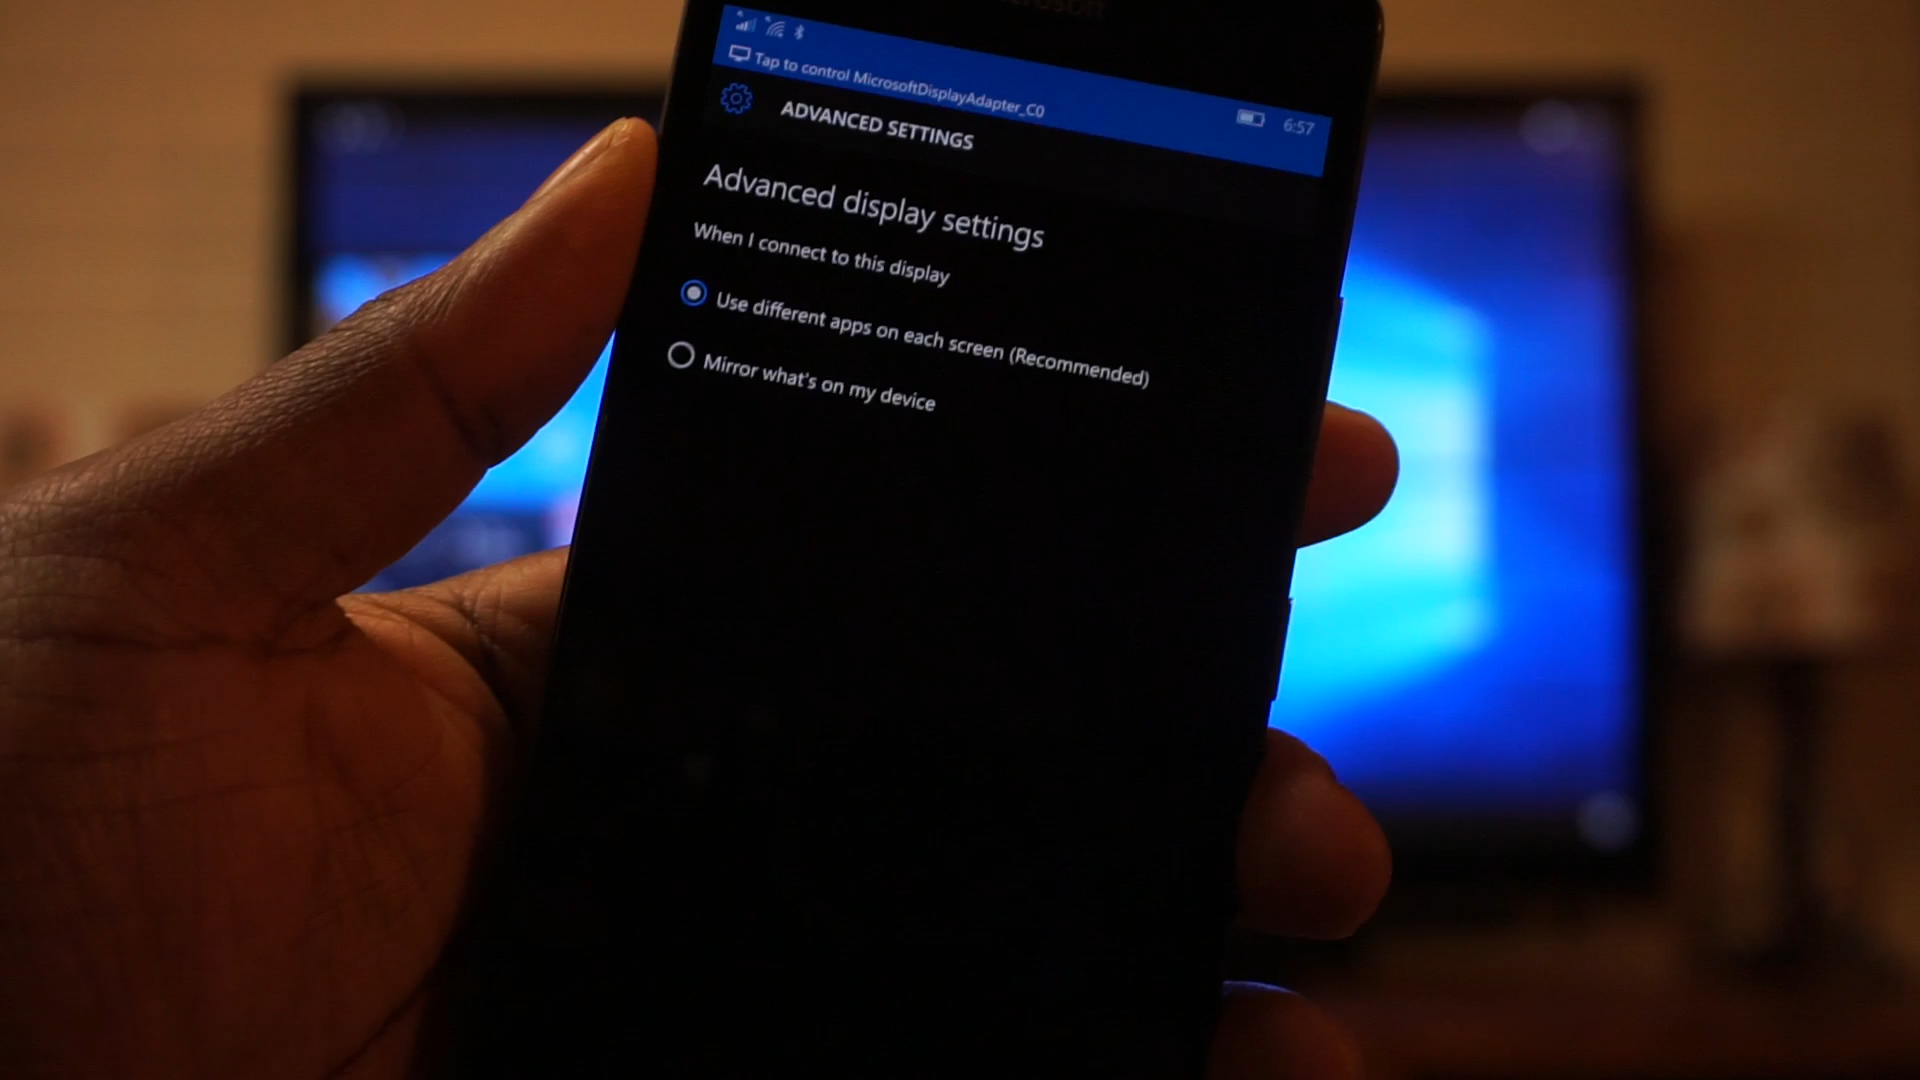 Microsoft
6:57
Tap to control MicrosoftDisplayAdapter_C0
ADVANCED SETTINGS
Advanced display settings
When I connect to this display
Use different apps on each screen (Recommended)
Mirror what's on my device